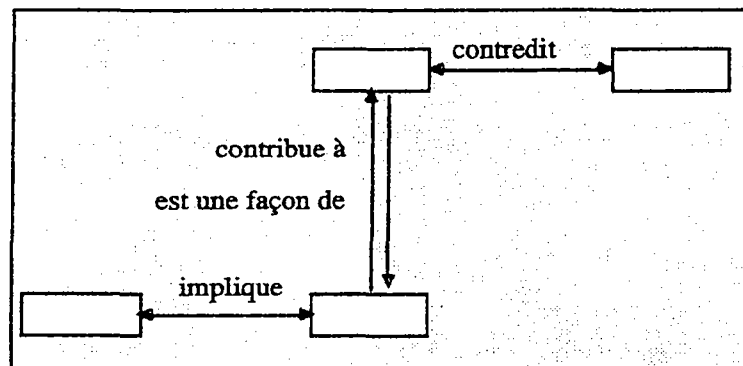 contredit
contribue à
est une façon de
implique